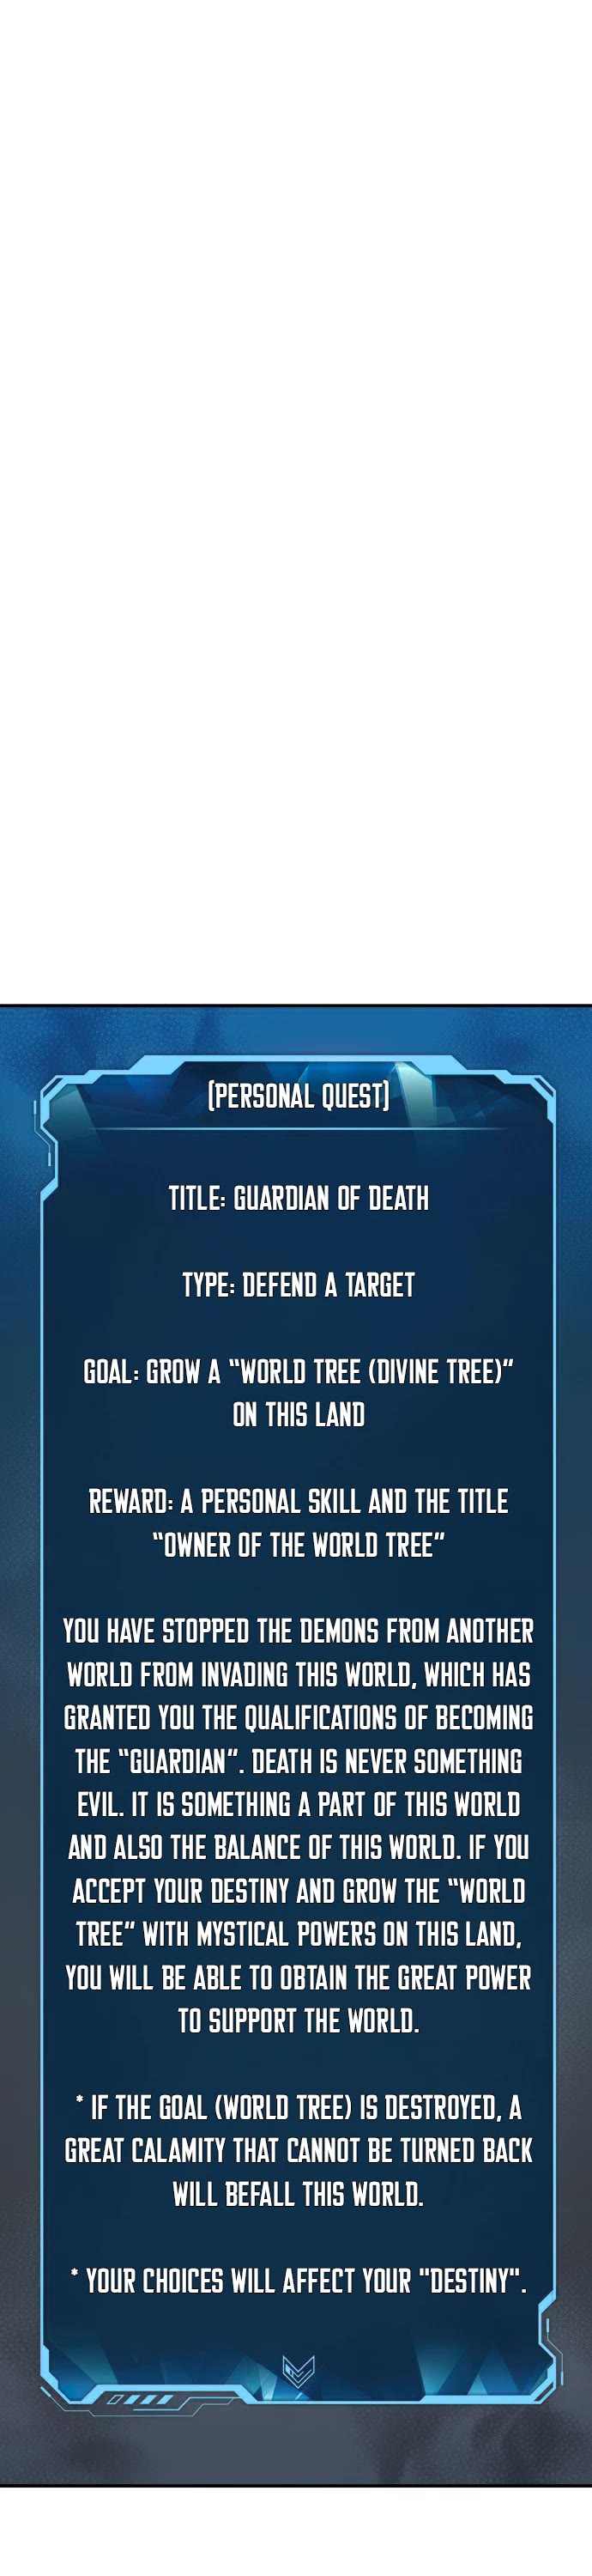 [PERSONAL QUEST]
TITLE: GUARDIAN OF DEATH
TYPE: DEFEND A TARGET
GOAL: GROW A "WORLD TREE (DIVINE TREE)"
ON THIS LAND
REWARD: A PERSONAL SKILL AND THE TITLE
"OWNER OF THE WORLD TREE"
YOU HAVE STOPPED THE DEMONS FROM ANOTHER
WORLD FROM INVADING THIS WORLD, WHICH HAS
GRANTED YOU THE QUALIFICATIONS OF BECOMING
THE "GUARDIAN". DEATH IS NEVER SOMETHING
EVIL. IT IS SOMETHING A PART OF THIS WORLD
AND ALSO THE BALANCE OF THIS WORLD. IF YOU
ACCEPT YOUR DESTINY AND GROW THE "WORLD
TREE" WITH MYSTICAL POWERS ON THIS LAND,
YOU WILL BE ABLE TO OBTAIN THE GREAT POWER
TO SUPPORT THE WORLD.
* IF THE GOAL (WORLD TREE) IS DESTROYED, A
GREAT CALAMITY THAT CANNOT BE TURNED BACK
WILL BEFALL THIS WORLD.
* YOUR CHOICES WILL AFFECT YOUR "DESTINY".